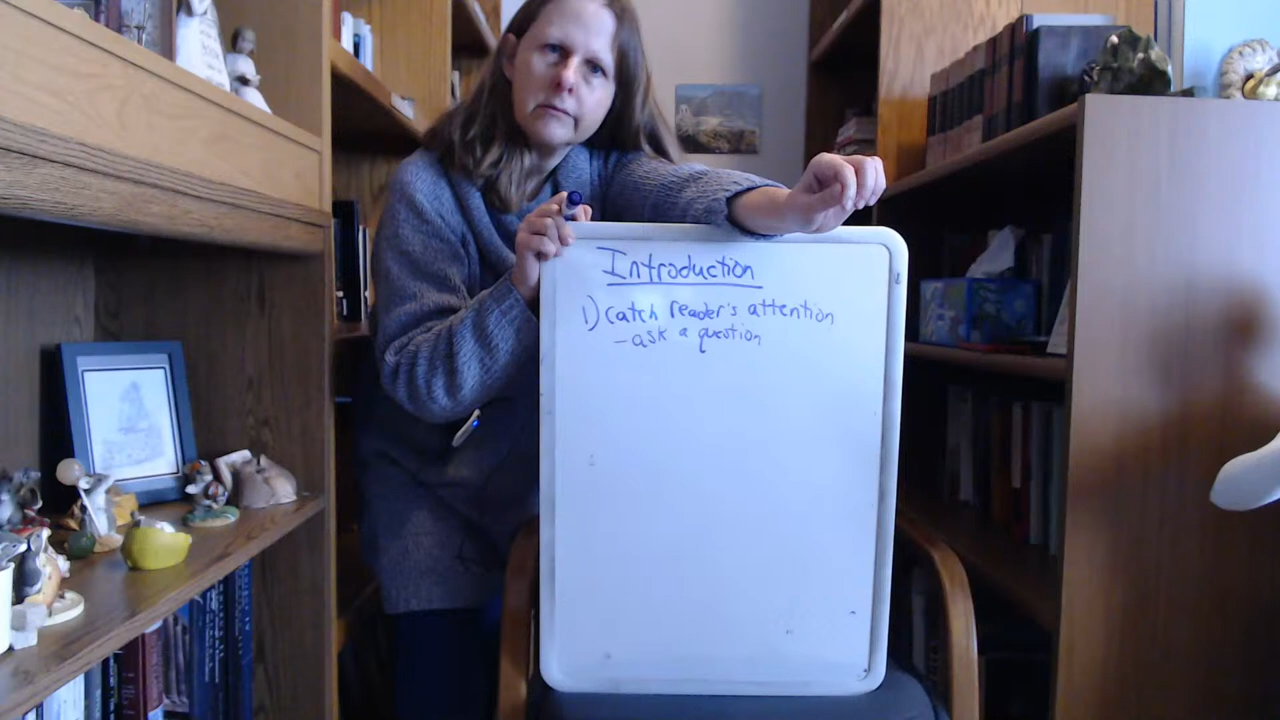 Introduction
1) Catch reader's attention
- ask a question